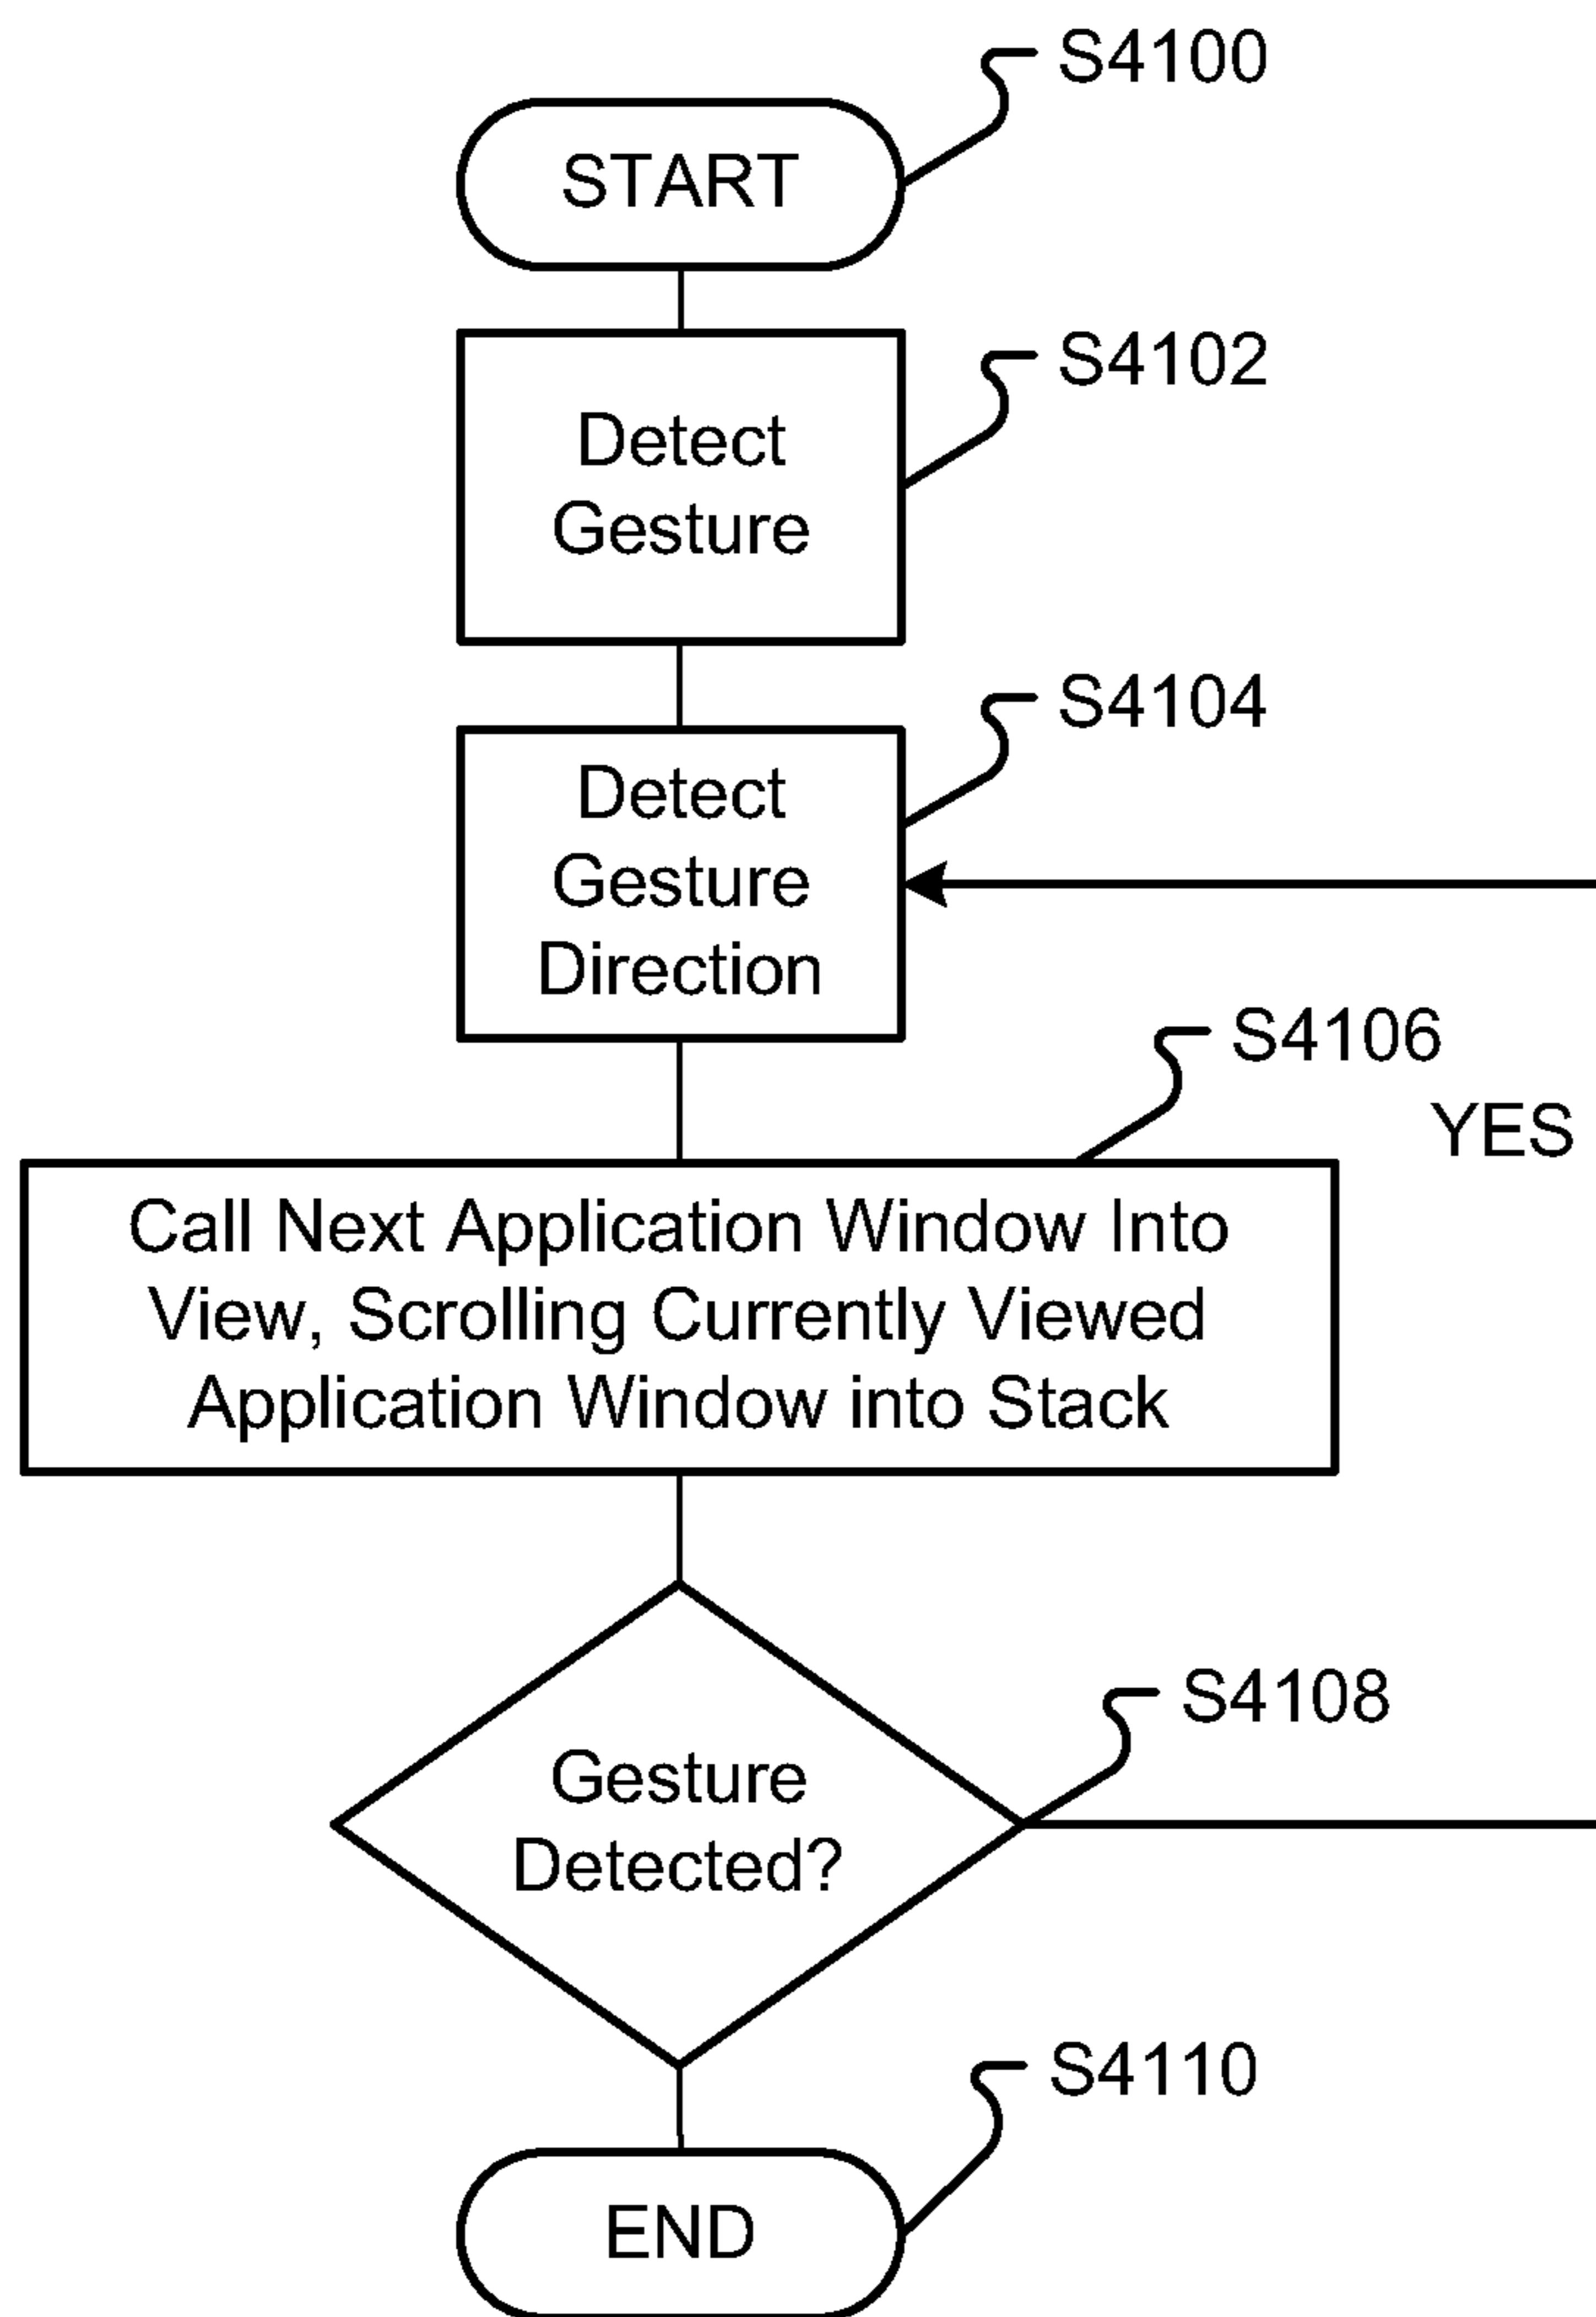 S4100
START
S4102
Detect
Gesture
S4104
Detect
Gesture
Direction
S4106
YES
Call Next Application Window Into
View, Scrolling Currently Viewed
Application Window into Stack
S4108
Gesture
Detected?
S4110
END